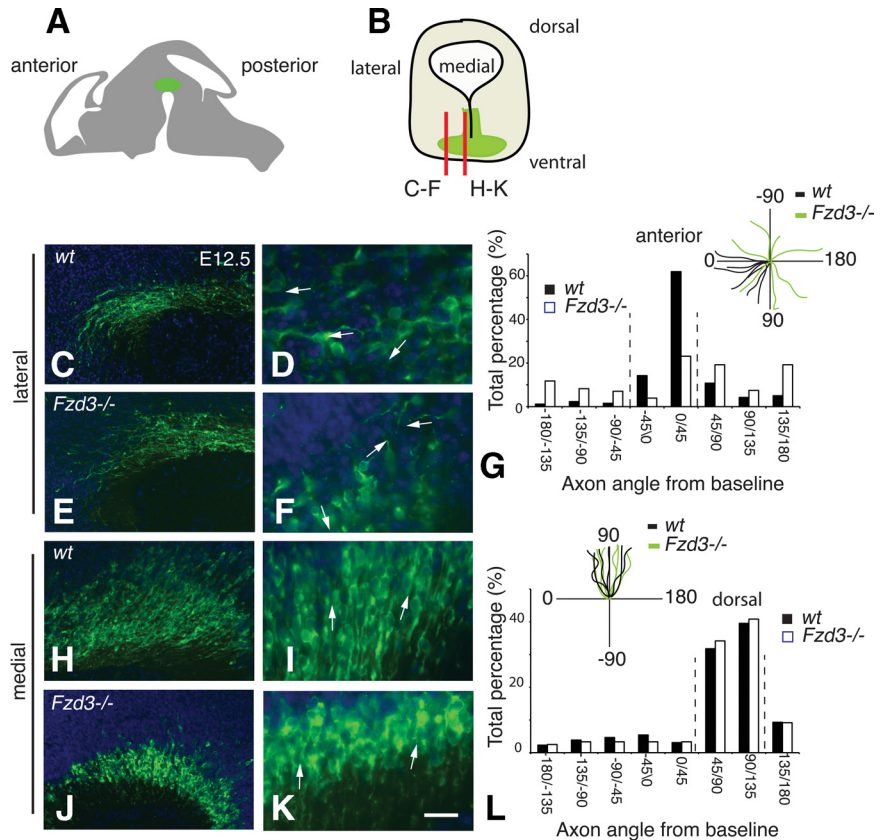 A
anterior
posterior
B
dorsal
lateral
medial
ventral
C-F
H-K
lateral
wt
E12.5
C
D
Fzd3-/-
E
F
medial
wt
H
I
Fzd3-/-
J
K
Total percentage (%)
60
40
20
0
wt
Fzd3-/-
anterior
-90
0
180
90
wt
Fzd3-/-
-180/-135
-135/-90
-90/-45
-45\0
0/45
45/90
90/135
135/180
G
Axon angle from baseline
Total percentage (%)
40
20
0
90
0
180
-90
wt
Fzd3-/-
dorsal
wt
Fzd3-/-
-180/-135
-135/-90
-90/-45
-45\0
0/45
45/90
90/135
135/180
L
Axon angle from baseline